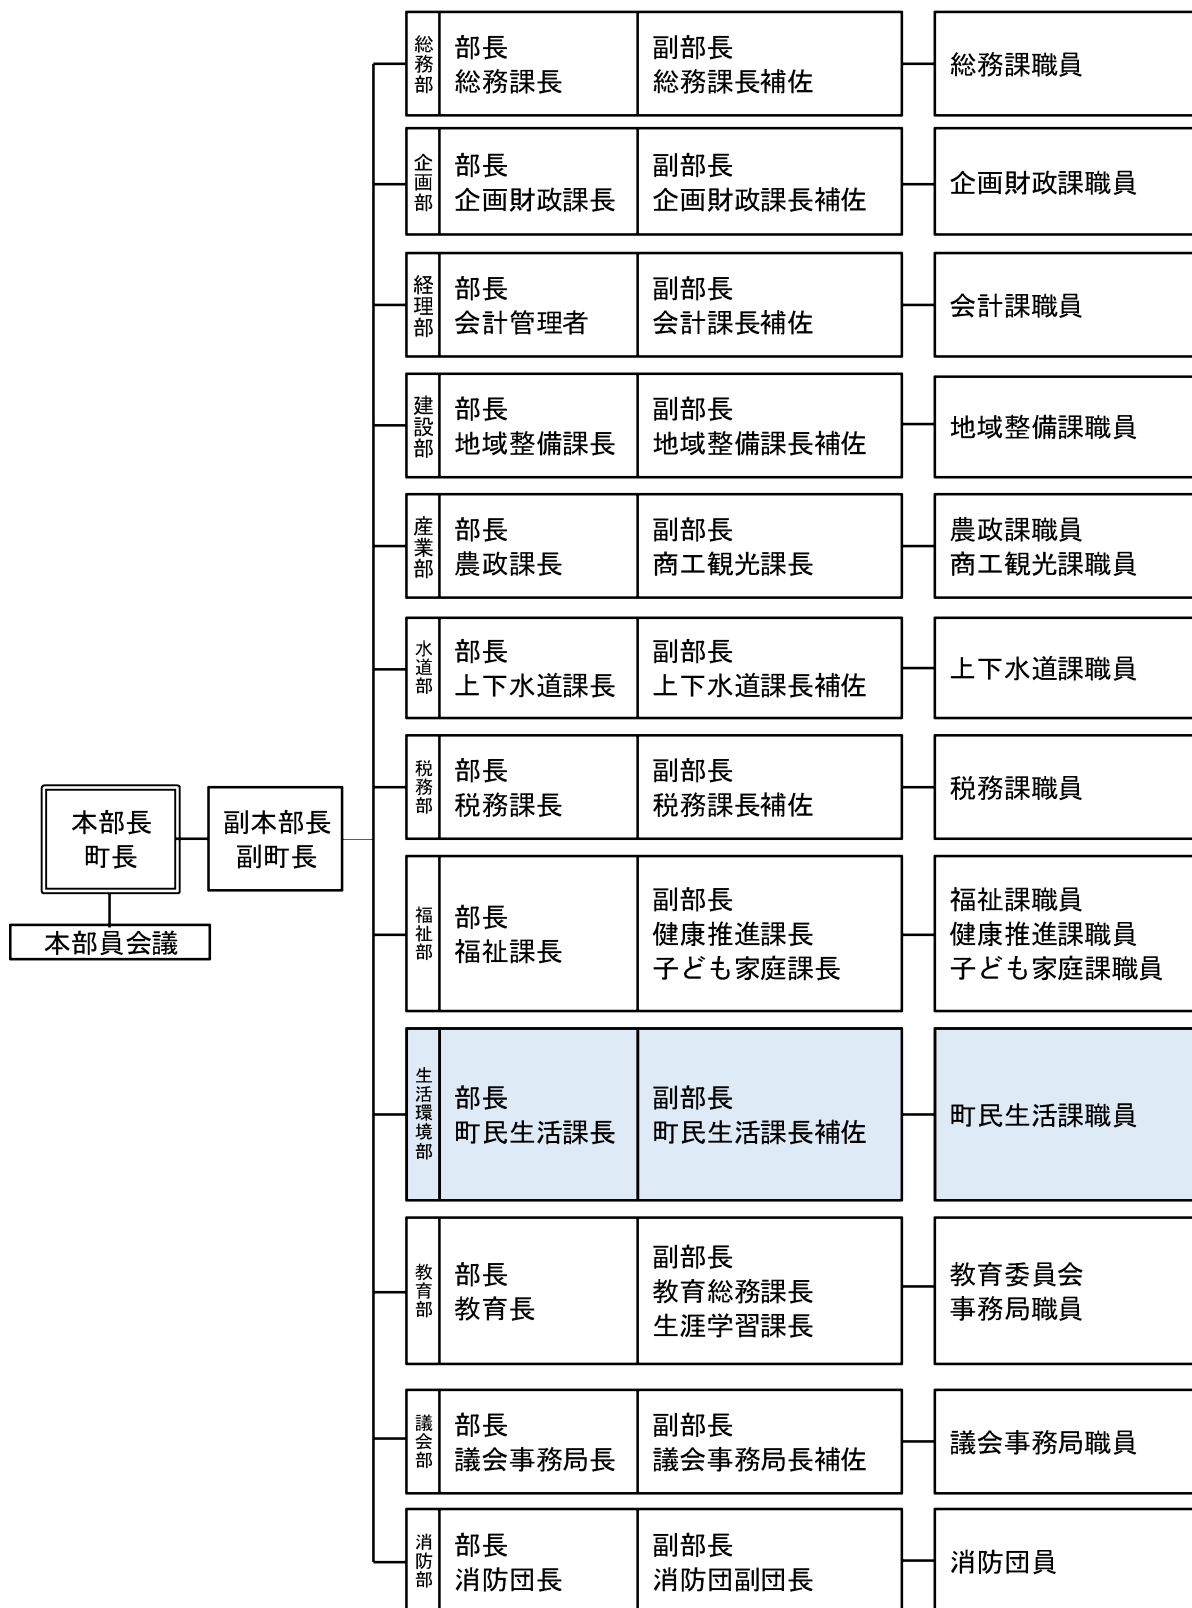 本部長
町長
本部員会議
副本部長
副町長
総務部
部長
総務課長
副部長
総務課長補佐
総務課職員
企画部
部長
企画財政課長
副部長
企画財政課長補佐
企画財政課職員
経理部
部長
会計管理者
副部長
会計課長補佐
会計課職員
建設部
部長
地域整備課長
副部長
地域整備課長補佐
地域整備課職員
産業部
部長
農政課長
副部長
商工観光課長
農政課職員
商工観光課職員
水道部
部長
上下水道課長
副部長
上下水道課長補佐
上下水道課職員
税務部
部長
税務課長
副部長
税務課長補佐
税務課職員
福祉部
部長
福祉課長
副部長
健康推進課長
子ども家庭課長
福祉課職員
健康推進課職員
子ども家庭課職員
生活環境部
部長
町民生活課長
副部長
町民生活課長補佐
町民生活課職員
教育部
部長
教育長
副部長
教育総務課長
生涯学習課長
教育委員会
事務局職員
議会部
部長
議会事務局長
副部長
議会事務局長補佐
議会事務局職員
消防部
部長
消防団長
副部長
消防団副団長
消防団員